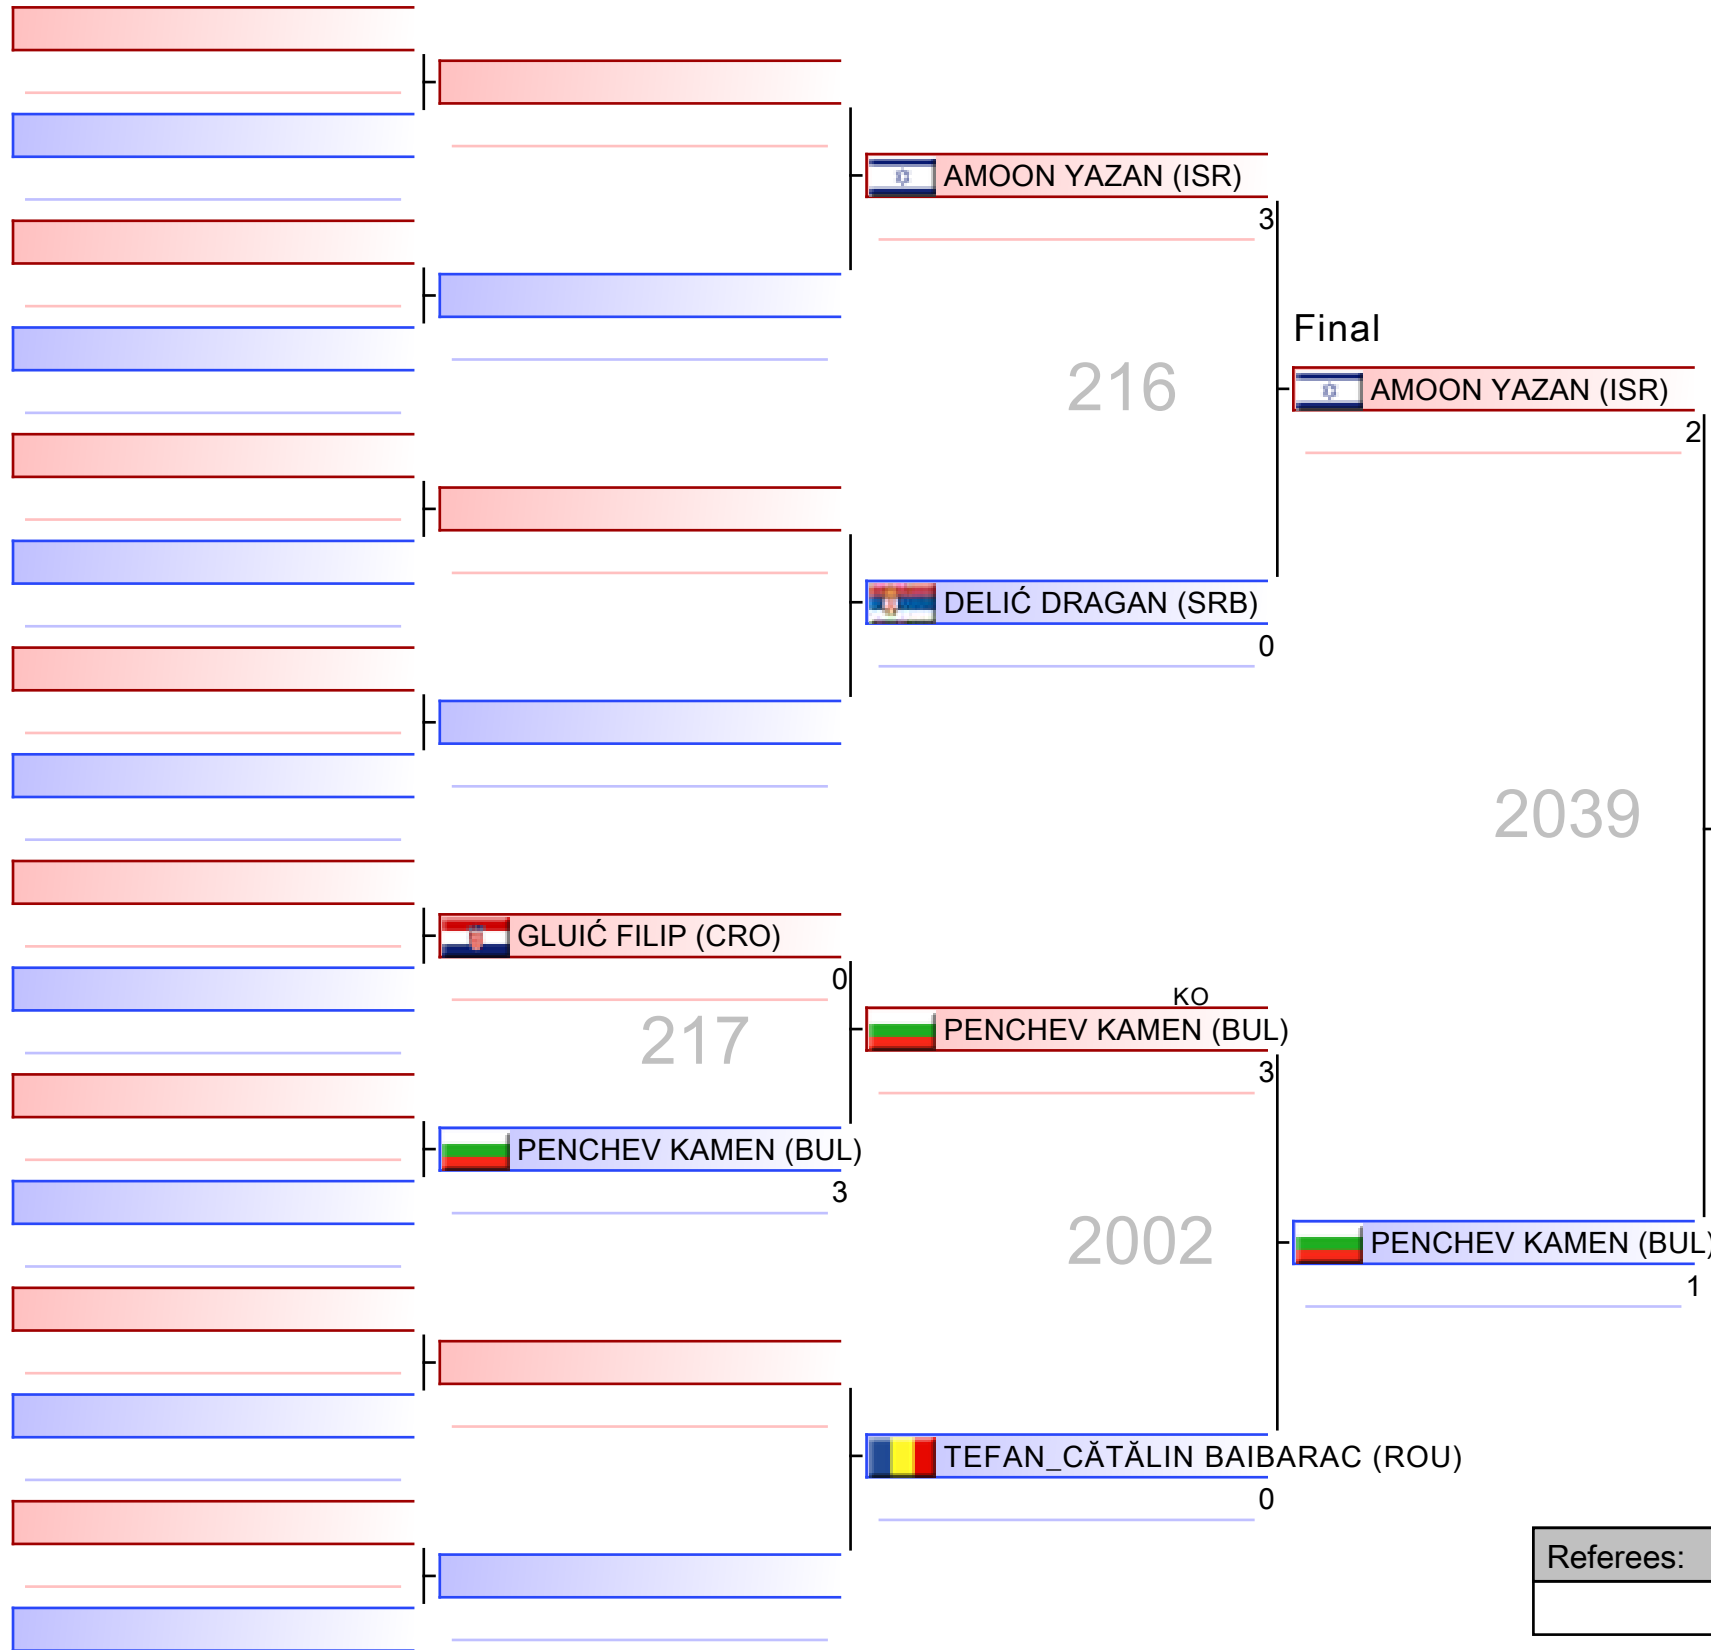 AMOON YAZAN (ISR)
3
Final
216
AMOON YAZAN (ISR)
2
DELIĆ DRAGAN (SRB)
0
2039
GLUIĆ FILIP (CRO)
0
KO
217
PENCHEV KAMEN (BUL)
3
PENCHEV KAMEN (BUL)
3
2002
PENCHEV KAMEN (BUL)
1
TEFAN_CĂTĂLIN BAIBARAC (ROU)
0
Referees: